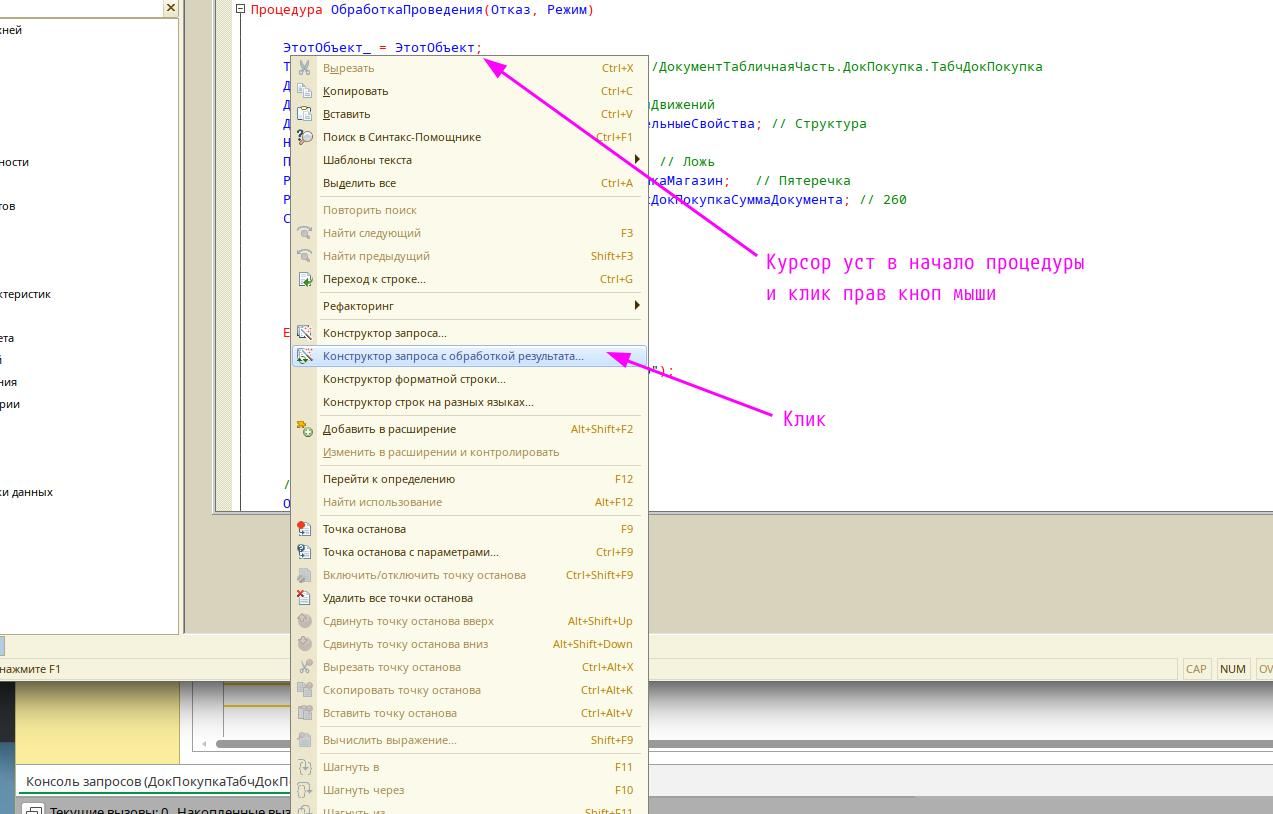 Процедура ОбработкаПроведения(Отказ, Режим)
ЭтотОбъект_ = ЭтотОбъект;
/ДокументТабличнаяЧасть.ДокПокупка.ТабчДокПокупка
Движений
ельныеСвойства; // Структура
// Ложь
каМагазин; // Пятеречка
ДокПокупкаСуммаДокумента; // 260
");
Вырезать Ctrl+X
Копировать Ctrl+C
Вставить Ctrl+V
Поиск в Синтакс-Помощнике Ctrl+F1
Шаблоны текста
Выделить все Ctrl+A
Повторить поиск
Найти следующий F3
Найти предыдущий Shift+F3
Переход к строке... Ctrl+G
Рефакторинг
Конструктор запроса...
Конструктор запроса с обработкой результата...
Конструктор форматной строки...
Конструктор строк на разных языках...
Добавить в расширение Alt+Shift+F2
Изменить в расширении и контролировать
Перейти к определению F12
Найти использование Alt+F12
Точка останова F9
Точка останова с параметрами... Ctrl+F9
Включить/отключить точку останова Ctrl+Shift+F9
Удалить все точки останова
Сдвинуть точку останова вверх Alt+Shift+Up
Сдвинуть точку останова вниз Alt+Shift+Down
Вырезать точку останова Ctrl+Alt+X
Скопировать точку останова Ctrl+Alt+K
Вставить точку останова Ctrl+Alt+V
Вычислить выражение... Shift+F9
Шагнуть в F11
Шагнуть через F10
Шагнуть из Shift+F11
Курсор уст в начало процедуры
и клик прав кноп мыши
Клик
жней
ности
тов
ктеристик
ета
й
ния
рии
ки данных
нажмите F1
CAP NUM OV
Консоль запросов (ДокПокупкаТабчДокП
Текущие вызовы: 0 Накопленные выз